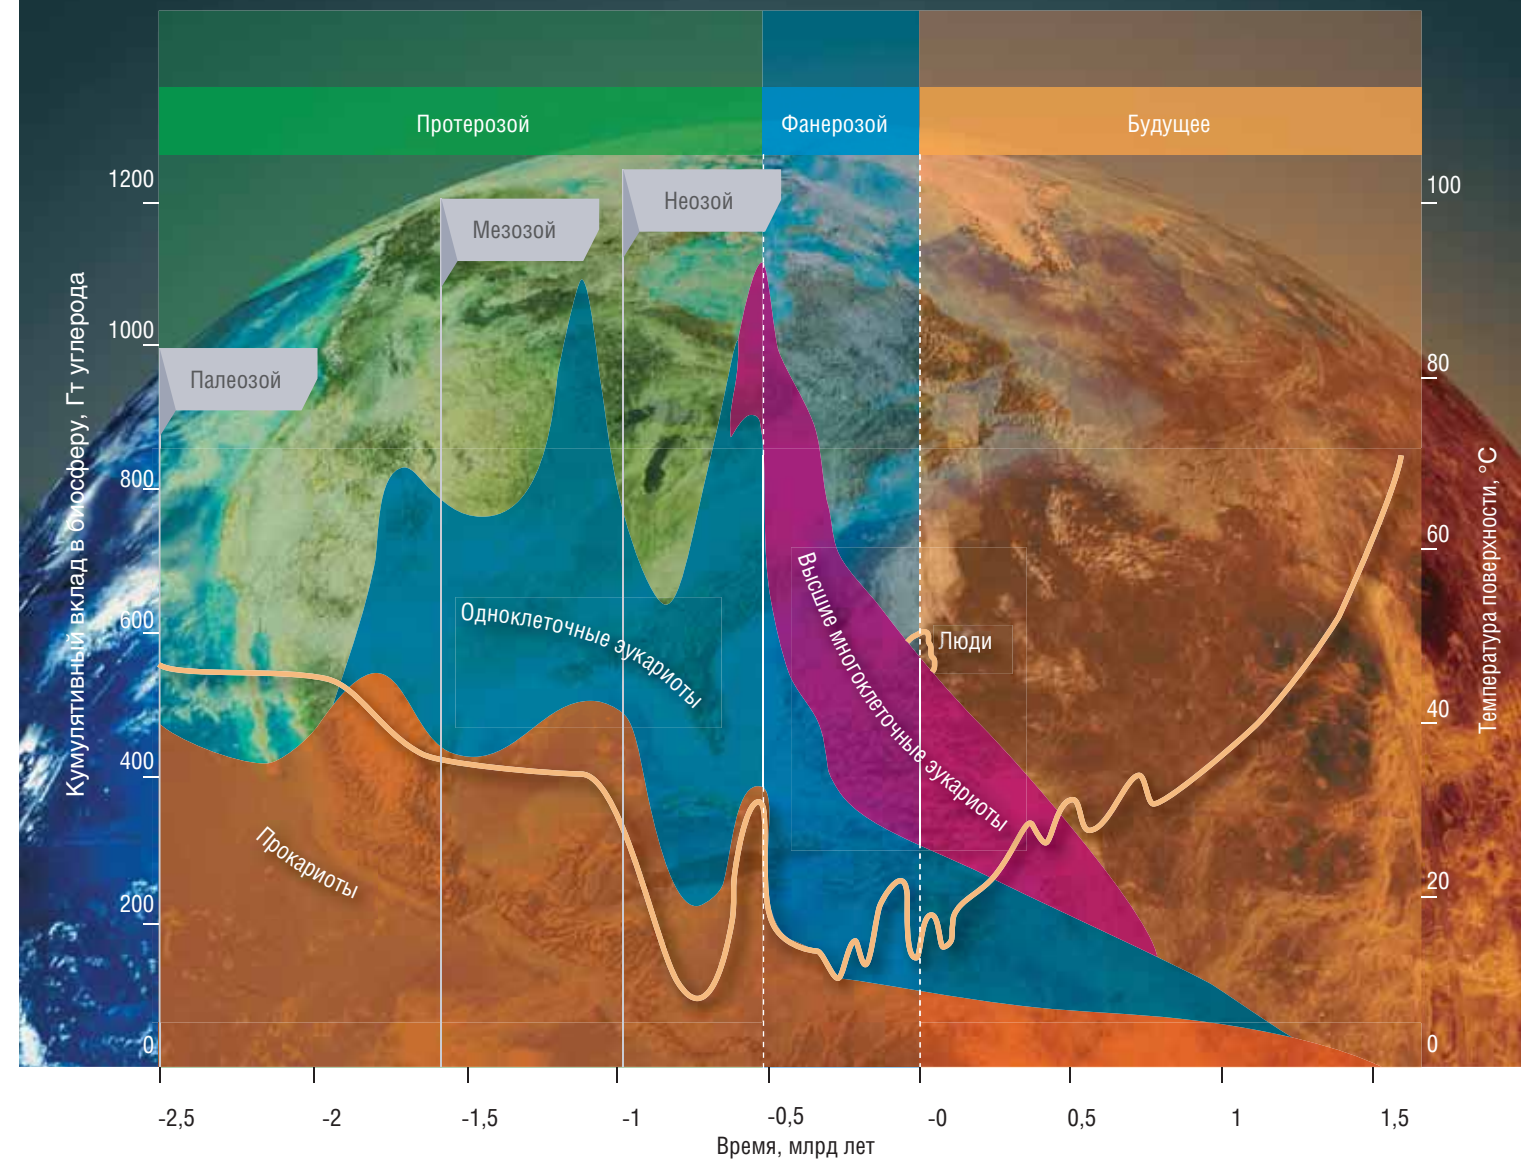 Протерозой
Фанерозой
Будущее
Палеозой
Мезозой
Неозой
Кумулятивный вклад в биосферу, Гт углерода
1200
1000
800
600
400
200
0
Температура поверхности, °C
100
80
60
40
20
0
Одноклеточные эукариоты
Высшие многоклеточные эукариоты
Люди
Прокариоты
-2,5
-2
-1,5
-1
-0,5
-0
0,5
1
1,5
Время, млрд лет